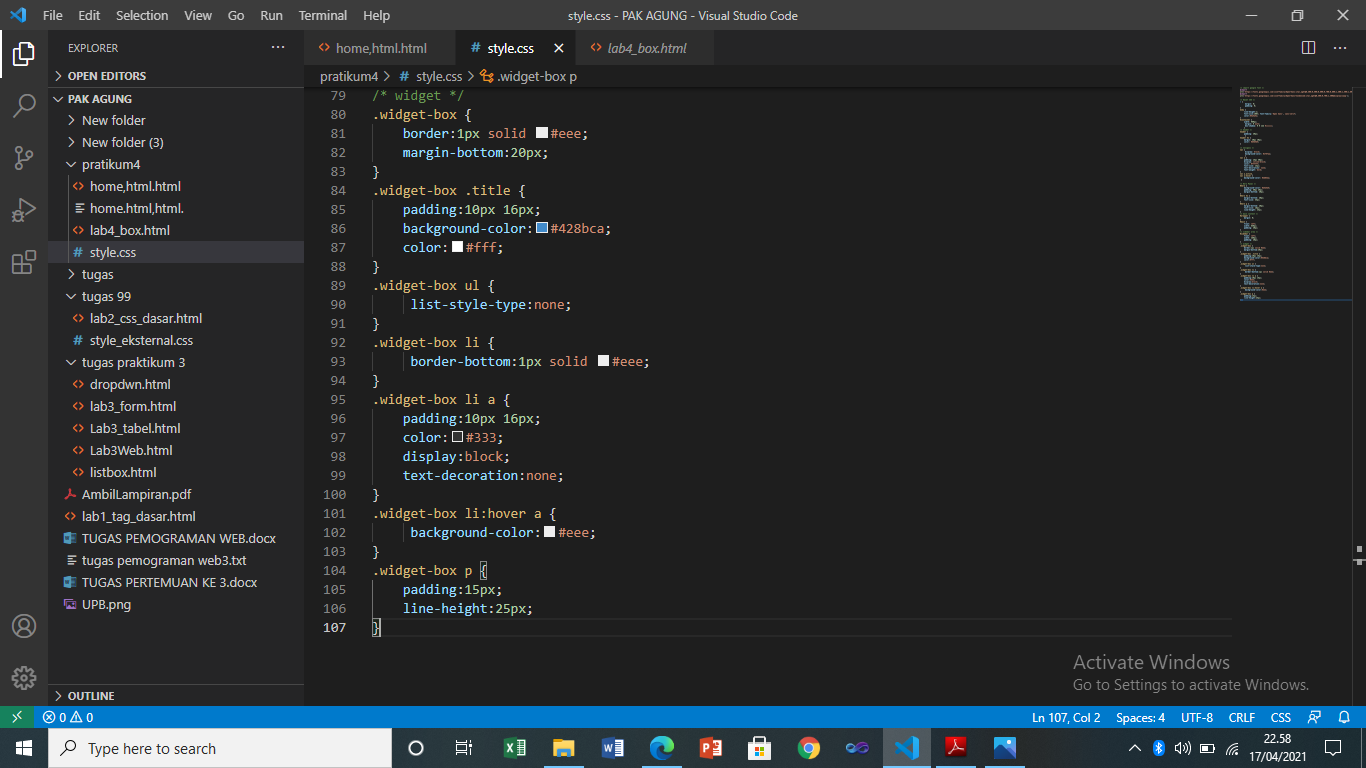 File Edit Selection View Go Run Terminal Help style.css - PAK AGUNG - Visual Studio Code
EXPLORER
OPEN EDITORS
PAK AGUNG
New folder
New folder (3)
pratikum4
home,html.html
home.html,html.
lab4_box.html
style.css
tugas
tugas 99
lab2_css_dasar.html
style_eksternal.css
tugas praktikum 3
dropdwn.html
lab3_form.html
Lab3_tabel.html
Lab3Web.html
listbox.html
AmbilLampiran.pdf
lab1_tag_dasar.html
TUGAS PEMOGRAMAN WEB.docx
tugas pemograman web3.txt
TUGAS PERTEMUAN KE 3.docx
UPB.png
OUTLINE
home,html.html style.css lab4_box.html
pratikum4 > # style.css > .widget-box p
79 /* widget */
80 .widget-box {
81 border:1px solid #eee;
82 margin-bottom:20px;
83 }
84 .widget-box .title {
85 padding:10px 16px;
86 background-color:#428bca;
87 color:#fff;
88 }
89 .widget-box ul {
90 list-style-type:none;
91 }
92 .widget-box li {
93 border-bottom:1px solid #eee;
94 }
95 .widget-box li a {
96 padding:10px 16px;
97 color:#333;
98 display:block;
99 text-decoration:none;
100 }
101 .widget-box li:hover a {
102 background-color:#eee;
103 }
104 .widget-box p {
105 padding:15px;
106 line-height:25px;
107 }
Activate Windows
Go to Settings to activate Windows.
0 0 Ln 107, Col 2 Spaces: 4 UTF-8 CRLF CSS
Type here to search
22.58
17/04/2021